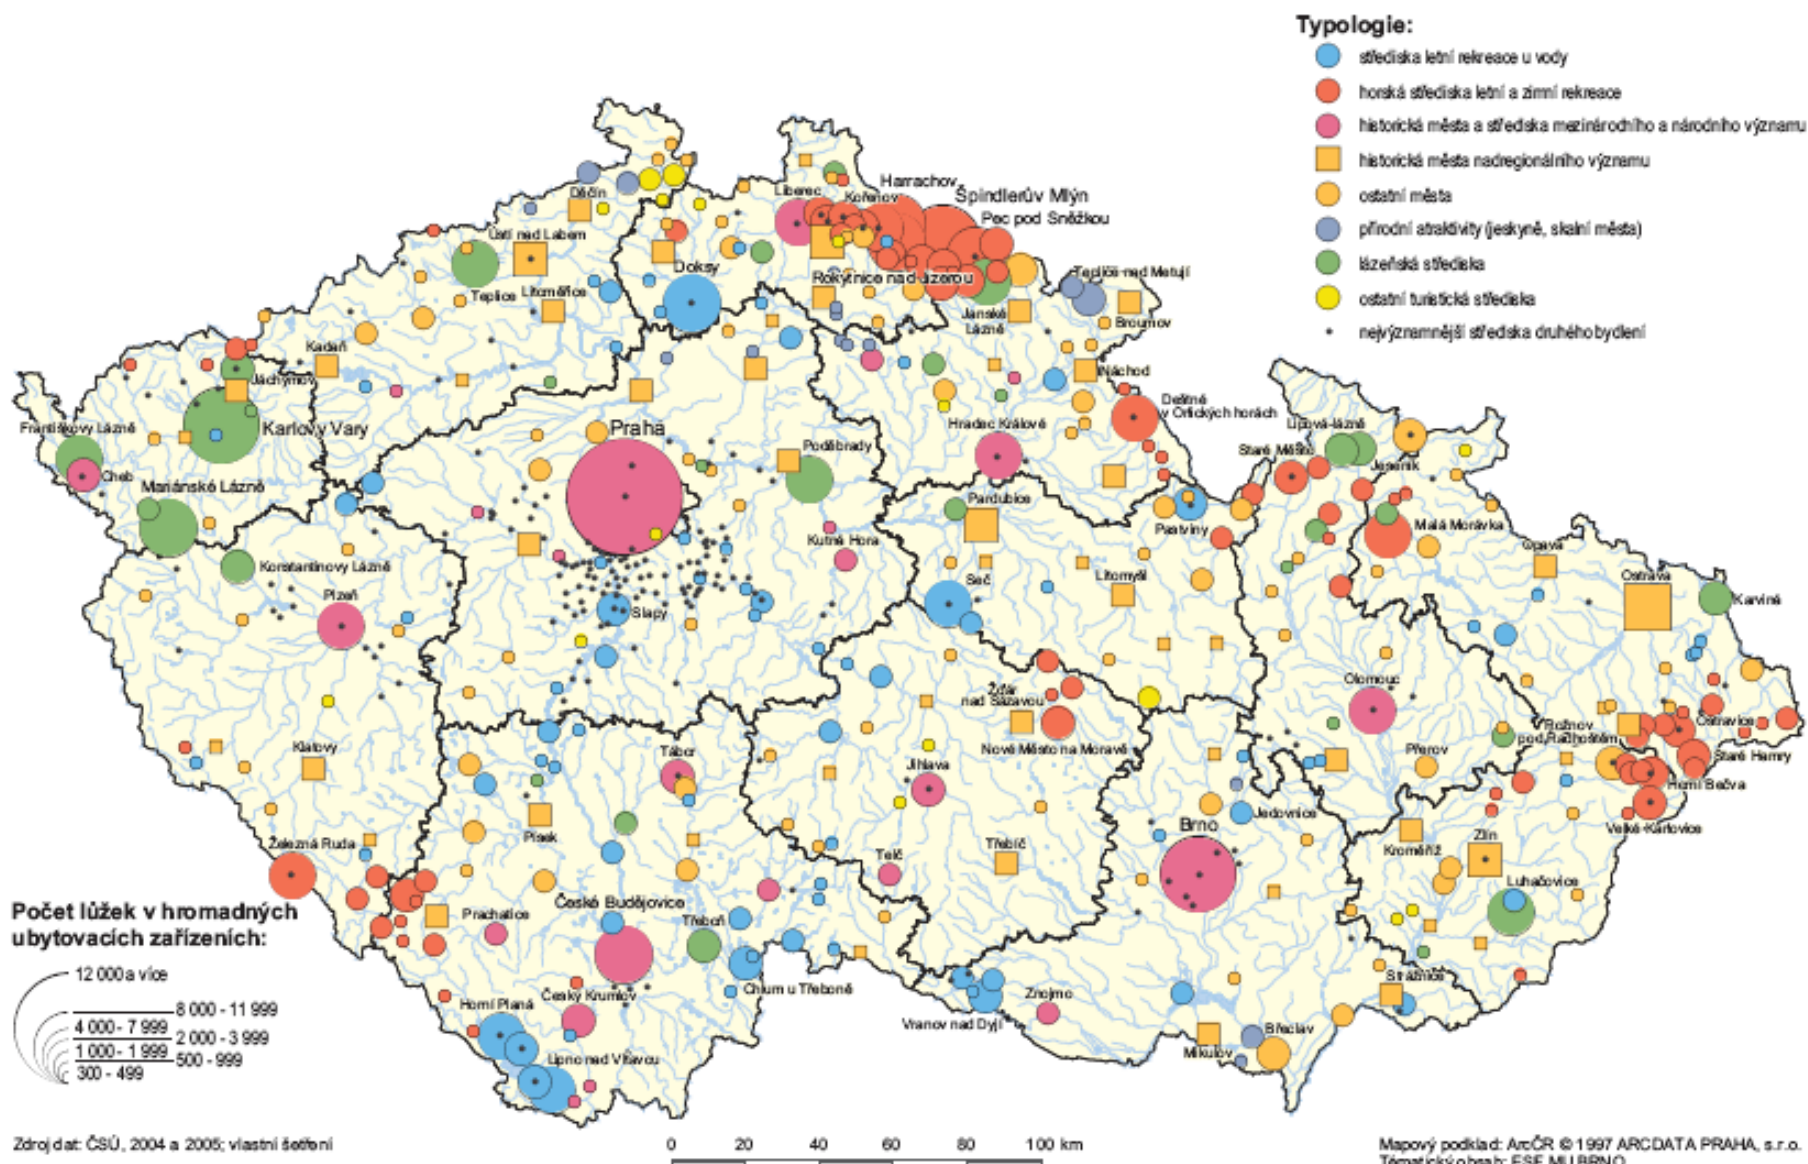 Typologie:
střediska letní rekreace u vody
horská střediska letní a zimní rekreace
historická města a střediska mezinárodního a národního významu
historická města nadregionálního významu
ostatní města
přírodní atraktivity (jeskyně, skalní města)
lázeňská střediska
ostatní turistická střediska
nejvýznamnější střediska druhého bydlení
Děčín
Liberec
Harrachov
Kořenov
Špindlerův Mlýn
Pec pod Sněžkou
Ústí nad Labem
Doksy
Rokytnice nad Jizerou
Teplice nad Metují
Teplice
Litoměřice
Janské
Lázně
Broumov
Kadaň
Jáchymov
Náchod
Deštné
v Orlických horách
Františkovy Lázně
Karlovy Vary
Praha
Poděbrady
Hradec Králové
Lipová-lázně
Staré Město
Jeseník
Cheb
Mariánské Lázně
Pardubice
Pastviny
Malá Morávka
Kutná Hora
Opava
Ostrava
Konstantinovy Lázně
Plzeň
Slapy
Seč
Litomyšl
Karviná
Olomouc
Žďár
nad Sázavou
Nové Město na Moravě
Rožnov
pod Radhoštěm
Ostravice
Staré Hamry
Klatovy
Tábor
Jihlava
Přerov
Horní Bečva
Velké Karlovice
Písek
Jedovnice
Brno
Železná Ruda
Telč
Třebíč
Kroměříž
Zlín
Luhačovice
Prachatice
České Budějovice
Třeboň
Chlum u Třeboně
Strážnice
Horní Planá
Český Krumlov
Vranov nad Dyjí
Znojmo
Břeclav
Mikulov
Lipno nad Vltavou
Počet lůžek v hromadných
ubytovacích zařízeních:
12 000 a více
8 000 - 11 999
4 000 - 7 999
2 000 - 3 999
1 000 - 1 999
500 - 999
300 - 499
Zdroj dat: ČSÚ, 2004 a 2005; vlastní šetření
0 20 40 60 80 100 km
Mapový podklad: ArcČR © 1997 ARCDATA PRAHA, s.r.o.
Tématický obsah: ESF MU BRNO